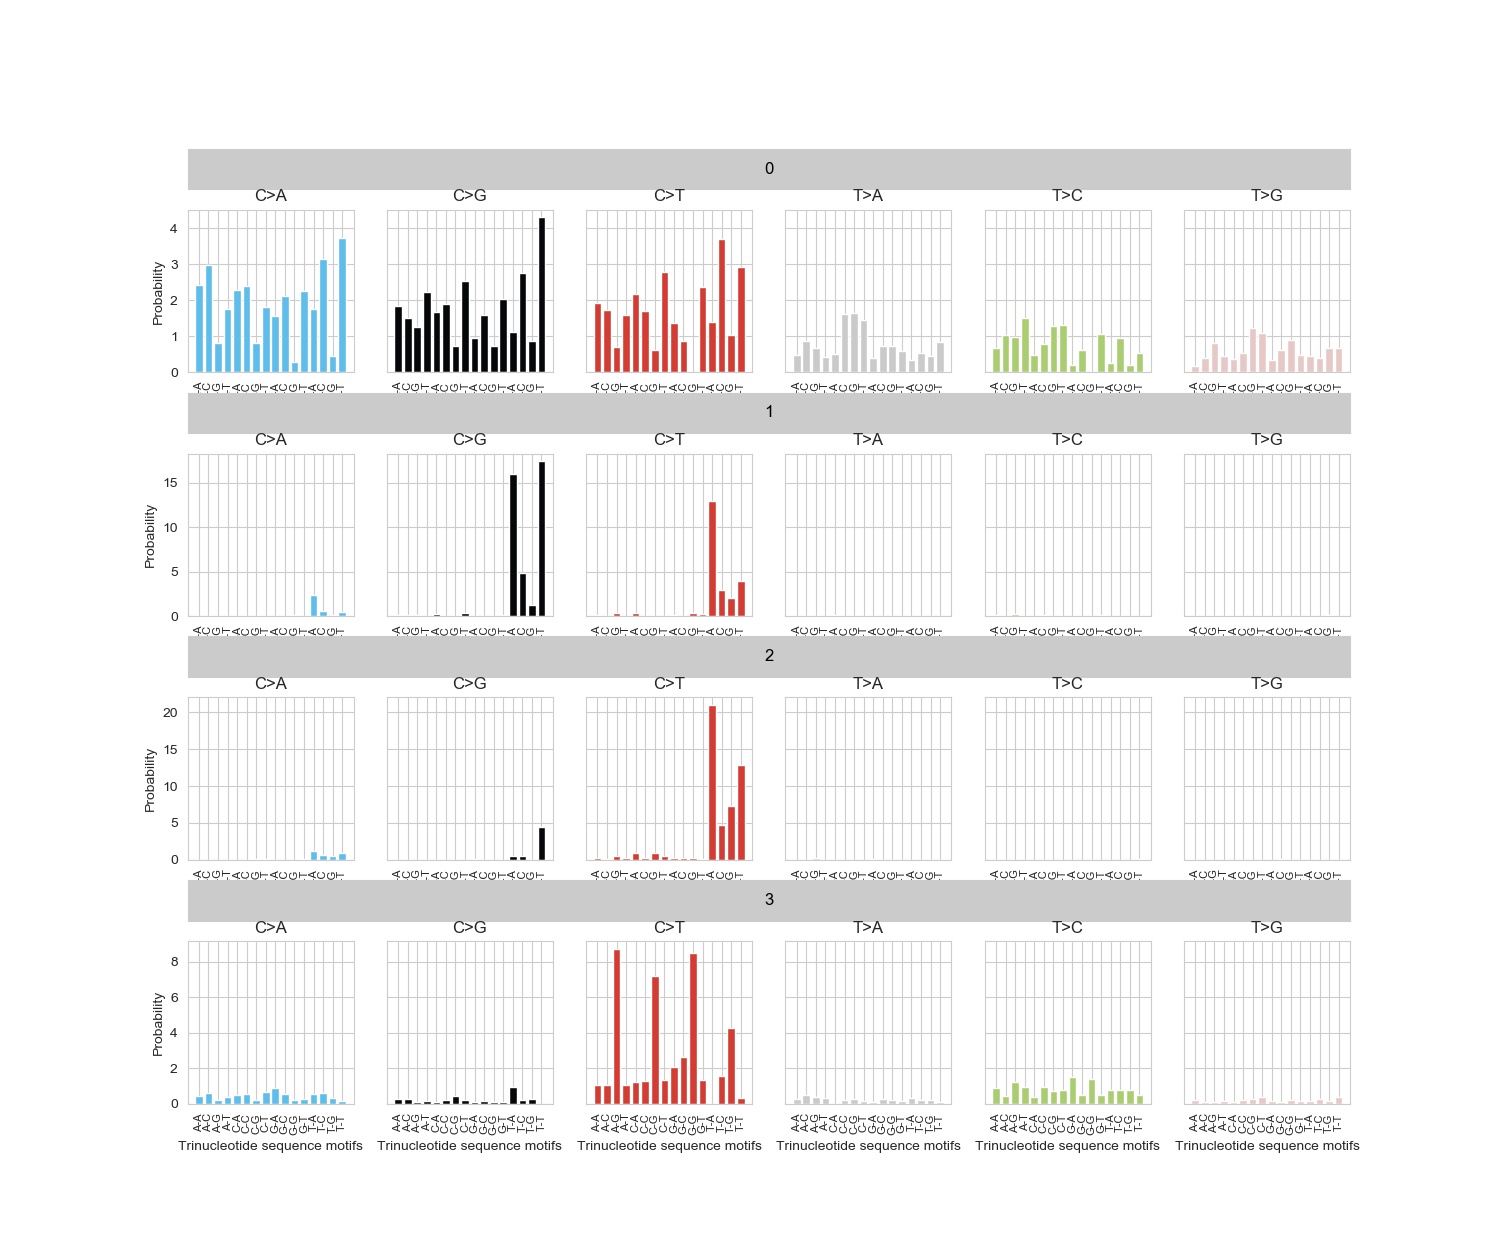 0
C>A C>G C>T T>A T>C T>G
4
3
2
1
0
Probability
-A -C -G -T -A -C -G -T -A -C -G -T -A -C -G -T
1
C>A C>G C>T T>A T>C T>G
15
10
5
0
Probability
-A -C -G -T -A -C -G -T -A -C -G -T -A -C -G -T
2
C>A C>G C>T T>A T>C T>G
20
15
10
5
0
Probability
-A -C -G -T -A -C -G -T -A -C -G -T -A -C -G -T
3
C>A C>G C>T T>A T>C T>G
8
6
4
2
0
Probability
A-A A-C A-G A-T C-A C-C C-G C-T G-A G-C G-G G-T T-A T-C T-G T-T
A-A A-C A-G A-T C-A C-C C-G C-T G-A G-C G-G G-T T-A T-C T-G T-T
A-A A-C A-G A-T C-A C-C C-G C-T G-A G-C G-G G-T T-A T-C T-G T-T
A-A A-C A-G A-T C-A C-C C-G C-T G-A G-C G-G G-T T-A T-C T-G T-T
A-A A-C A-G A-T C-A C-C C-G C-T G-A G-C G-G G-T T-A T-C T-G T-T
A-A A-C A-G A-T C-A C-C C-G C-T G-A G-C G-G G-T T-A T-C T-G T-T
Trinucleotide sequence motifs Trinucleotide sequence motifs Trinucleotide sequence motifs Trinucleotide sequence motifs Trinucleotide sequence motifs Trinucleotide sequence motifs